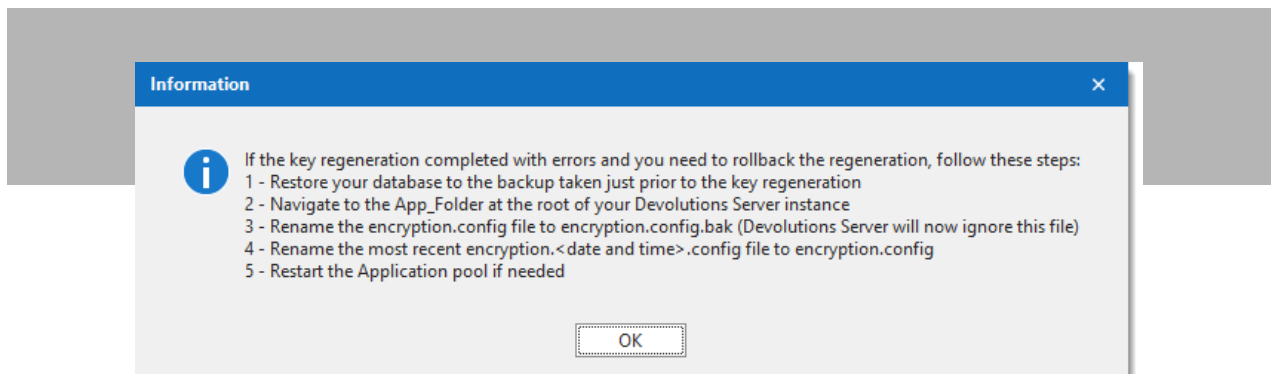 Information
If the key regeneration completed with errors and you need to rollback the regeneration, follow these steps:
1 - Restore your database to the backup taken just prior to the key regeneration
2 - Navigate to the App_Folder at the root of your Devolutions Server instance
3 - Rename the encryption.config file to encryption.config.bak (Devolutions Server will now ignore this file)
4 - Rename the most recent encryption.<date and time>.config file to encryption.config
5 - Restart the Application pool if needed
OK